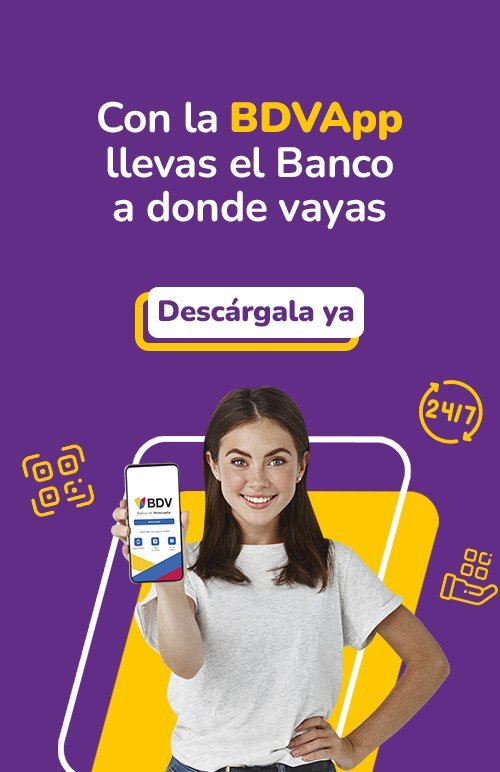 Con la BDVApp
llevas el Banco
a donde vayas
Descárgala ya
24/7
BDV
Banco de Venezuela